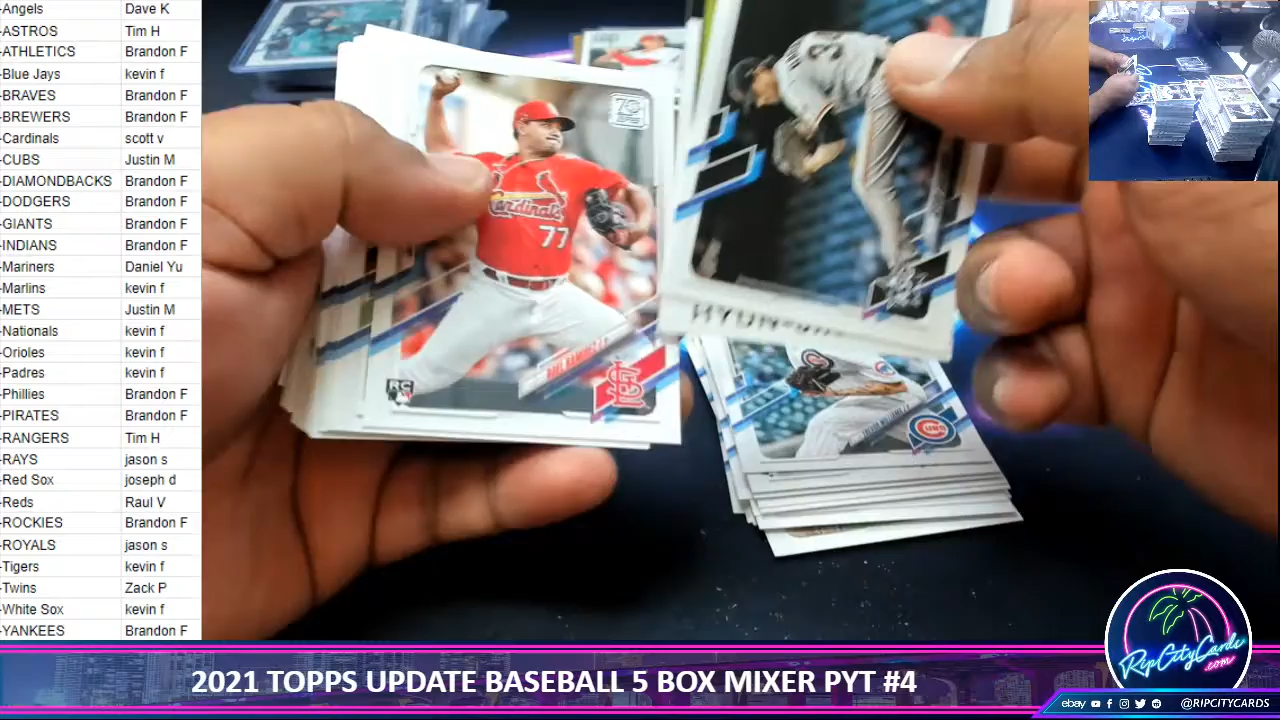 -Angels Dave K
-ASTROS Tim H
-ATHLETICS Brandon F
-Blue Jays kevin f
-BRAVES Brandon F
-BREWERS Brandon F
-Cardinals scott v
-CUBS Justin M
-DIAMONDBACKS Brandon F
-DODGERS Brandon F
-GIANTS Brandon F
-INDIANS Brandon F
-Mariners Daniel Yu
-Marlins kevin f
-METS Justin M
-Nationals kevin f
-Orioles kevin f
-Padres kevin f
-Phillies Brandon F
-PIRATES Brandon F
-RANGERS Tim H
-RAYS jason s
-Red Sox joseph d
-Reds Raul V
-ROCKIES Brandon F
-ROYALS jason s
-Tigers kevin f
-Twins Zack P
-White Sox kevin f
-YANKEES Brandon F
70
Cardinals
77
RC
HYUN-
CUBS
RipCityCards
.com
2021 TOPPS UPDATE BASEBALL 5 BOX MIXER PYT #4
ebay @RIPCITYCARDS